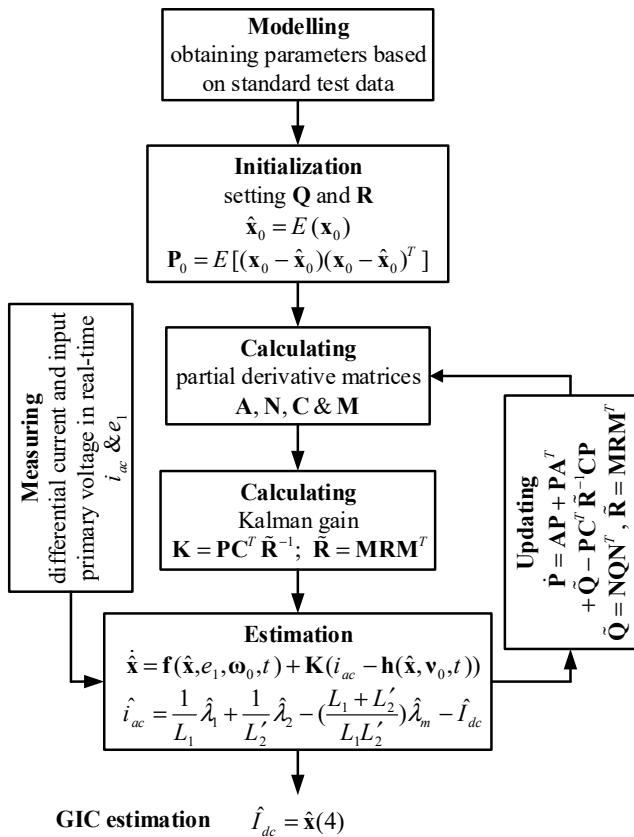 Modelling
obtaining parameters based
on standard test data
Initialization
setting Q and R
x̂₀ = E(x₀)
P₀ = E[(x₀ − x̂₀)(x₀ − x̂₀)ᵀ]
Measuring
differential current and input
primary voltage in real-time
i_ac & e₁
Calculating
partial derivative matrices
A, N, C & M
Calculating
Kalman gain
K = PCᵀR̃⁻¹; R̃ = MRMᵀ
Updating
Ṗ = AP + PAᵀ
+ Q̃ − PCᵀR̃⁻¹CP
Q̃ = NQNᵀ, R̃ = MRMᵀ
Estimation
x̂̇ = f(x̂,e₁,ω₀,t) + K(i_ac − h(x̂,ν₀,t))
î_ac = 1/L₁ λ̂₁ + 1/L′₂ λ̂₂ − (L₁ + L′₂/L₁L′₂)λ̂_m − Î_dc
GIC estimation Î_dc = x̂(4)